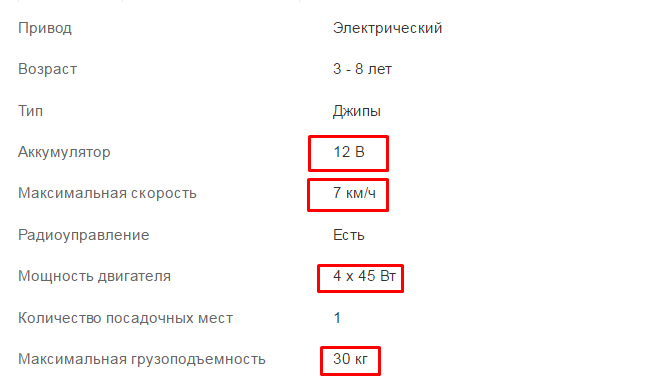 Привод Электрический
Возраст 3 - 8 лет
Тип Джипы
Аккумулятор 12 В
Максимальная скорость 7 км/ч
Радиоуправление Есть
Мощность двигателя 4 x 45 Вт
Количество посадочных мест 1
Максимальная грузоподъемность 30 кг